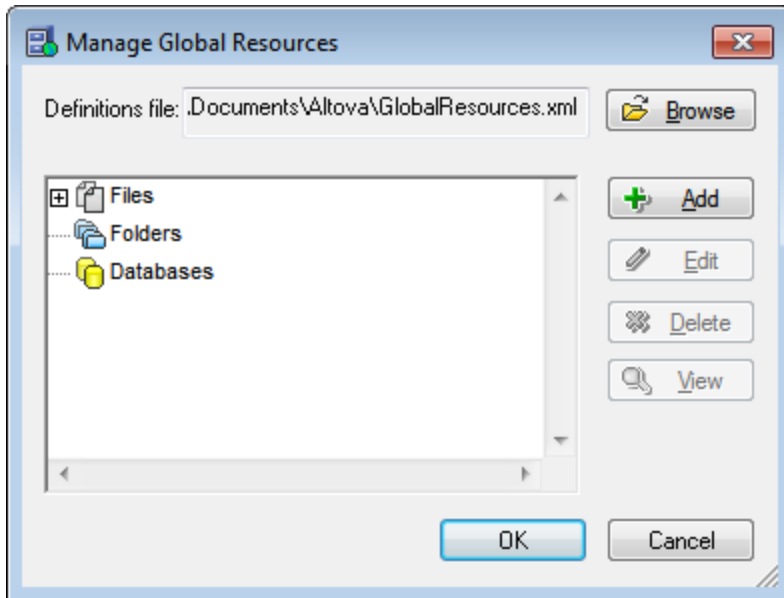 Manage Global Resources
Definitions file: .Documents\Altova\GlobalResources.xml Browse
Files
Folders
Databases
Add
Edit
Delete
View
OK Cancel